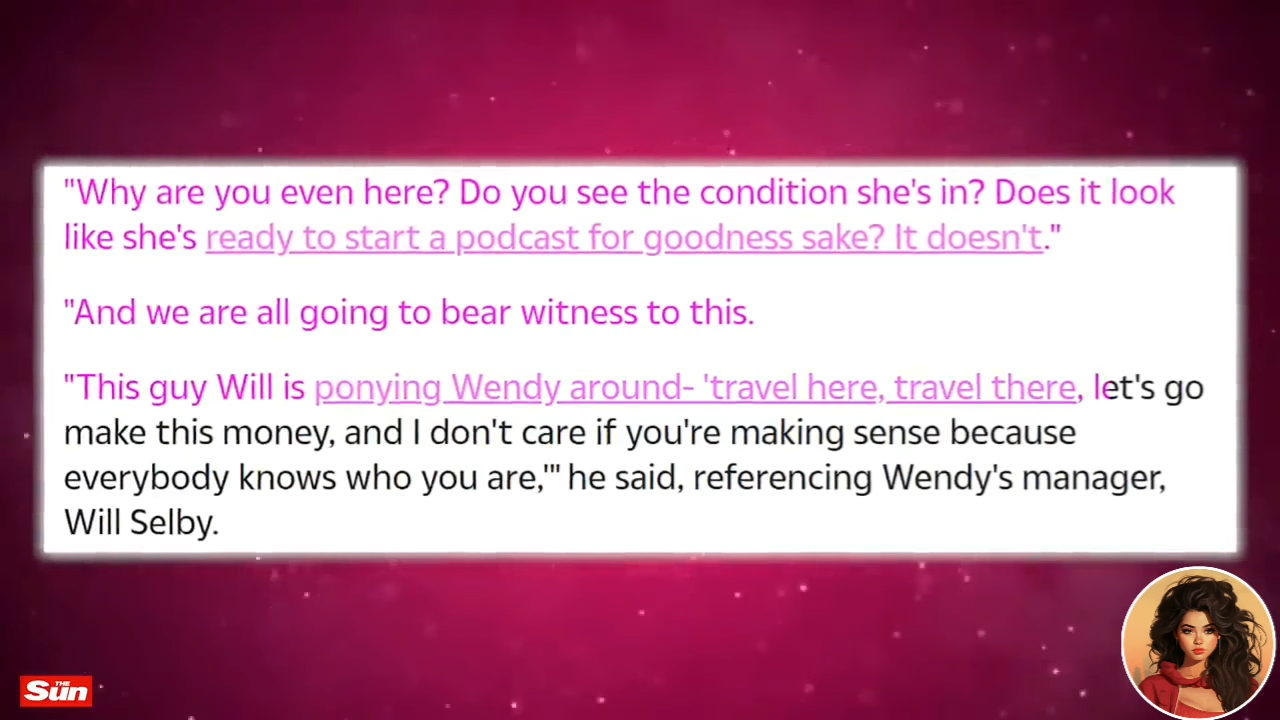 "Why are you even here? Do you see the condition she's in? Does it look
like she's ready to start a podcast for goodness sake? It doesn't."
"And we are all going to bear witness to this.
"This guy Will is ponying Wendy around- 'travel here, travel there, let's go
make this money, and I don't care if you're making sense because
everybody knows who you are,'" he said, referencing Wendy's manager,
Will Selby.
THE
Sun